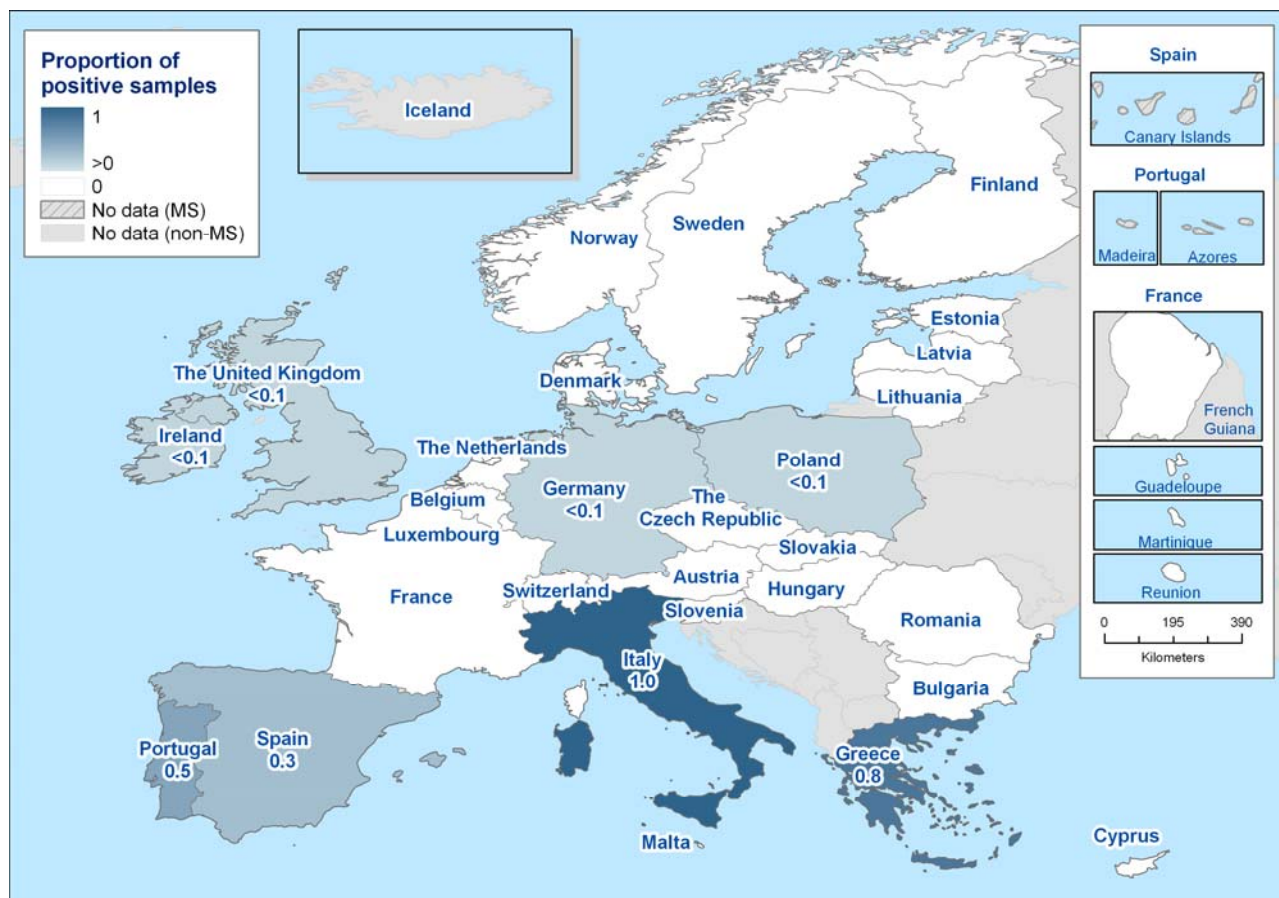 Proportion of
positive samples
1
>0
0
No data (MS)
No data (non-MS)
Iceland
Norway
Sweden
Finland
Estonia
Latvia
Lithuania
Denmark
The United Kingdom
<0.1
Ireland
<0.1
The Netherlands
Belgium
Luxembourg
Germany
<0.1
Poland
<0.1
The
Czech Republic
Slovakia
Austria
Hungary
Switzerland
Slovenia
France
Romania
Bulgaria
Italy
1.0
Portugal
0.5
Spain
0.3
Greece
0.8
Malta
Cyprus
Spain
Canary Islands
Portugal
Madeira
Azores
France
French
Guiana
Guadeloupe
Martinique
Reunion
0 195 390
Kilometers